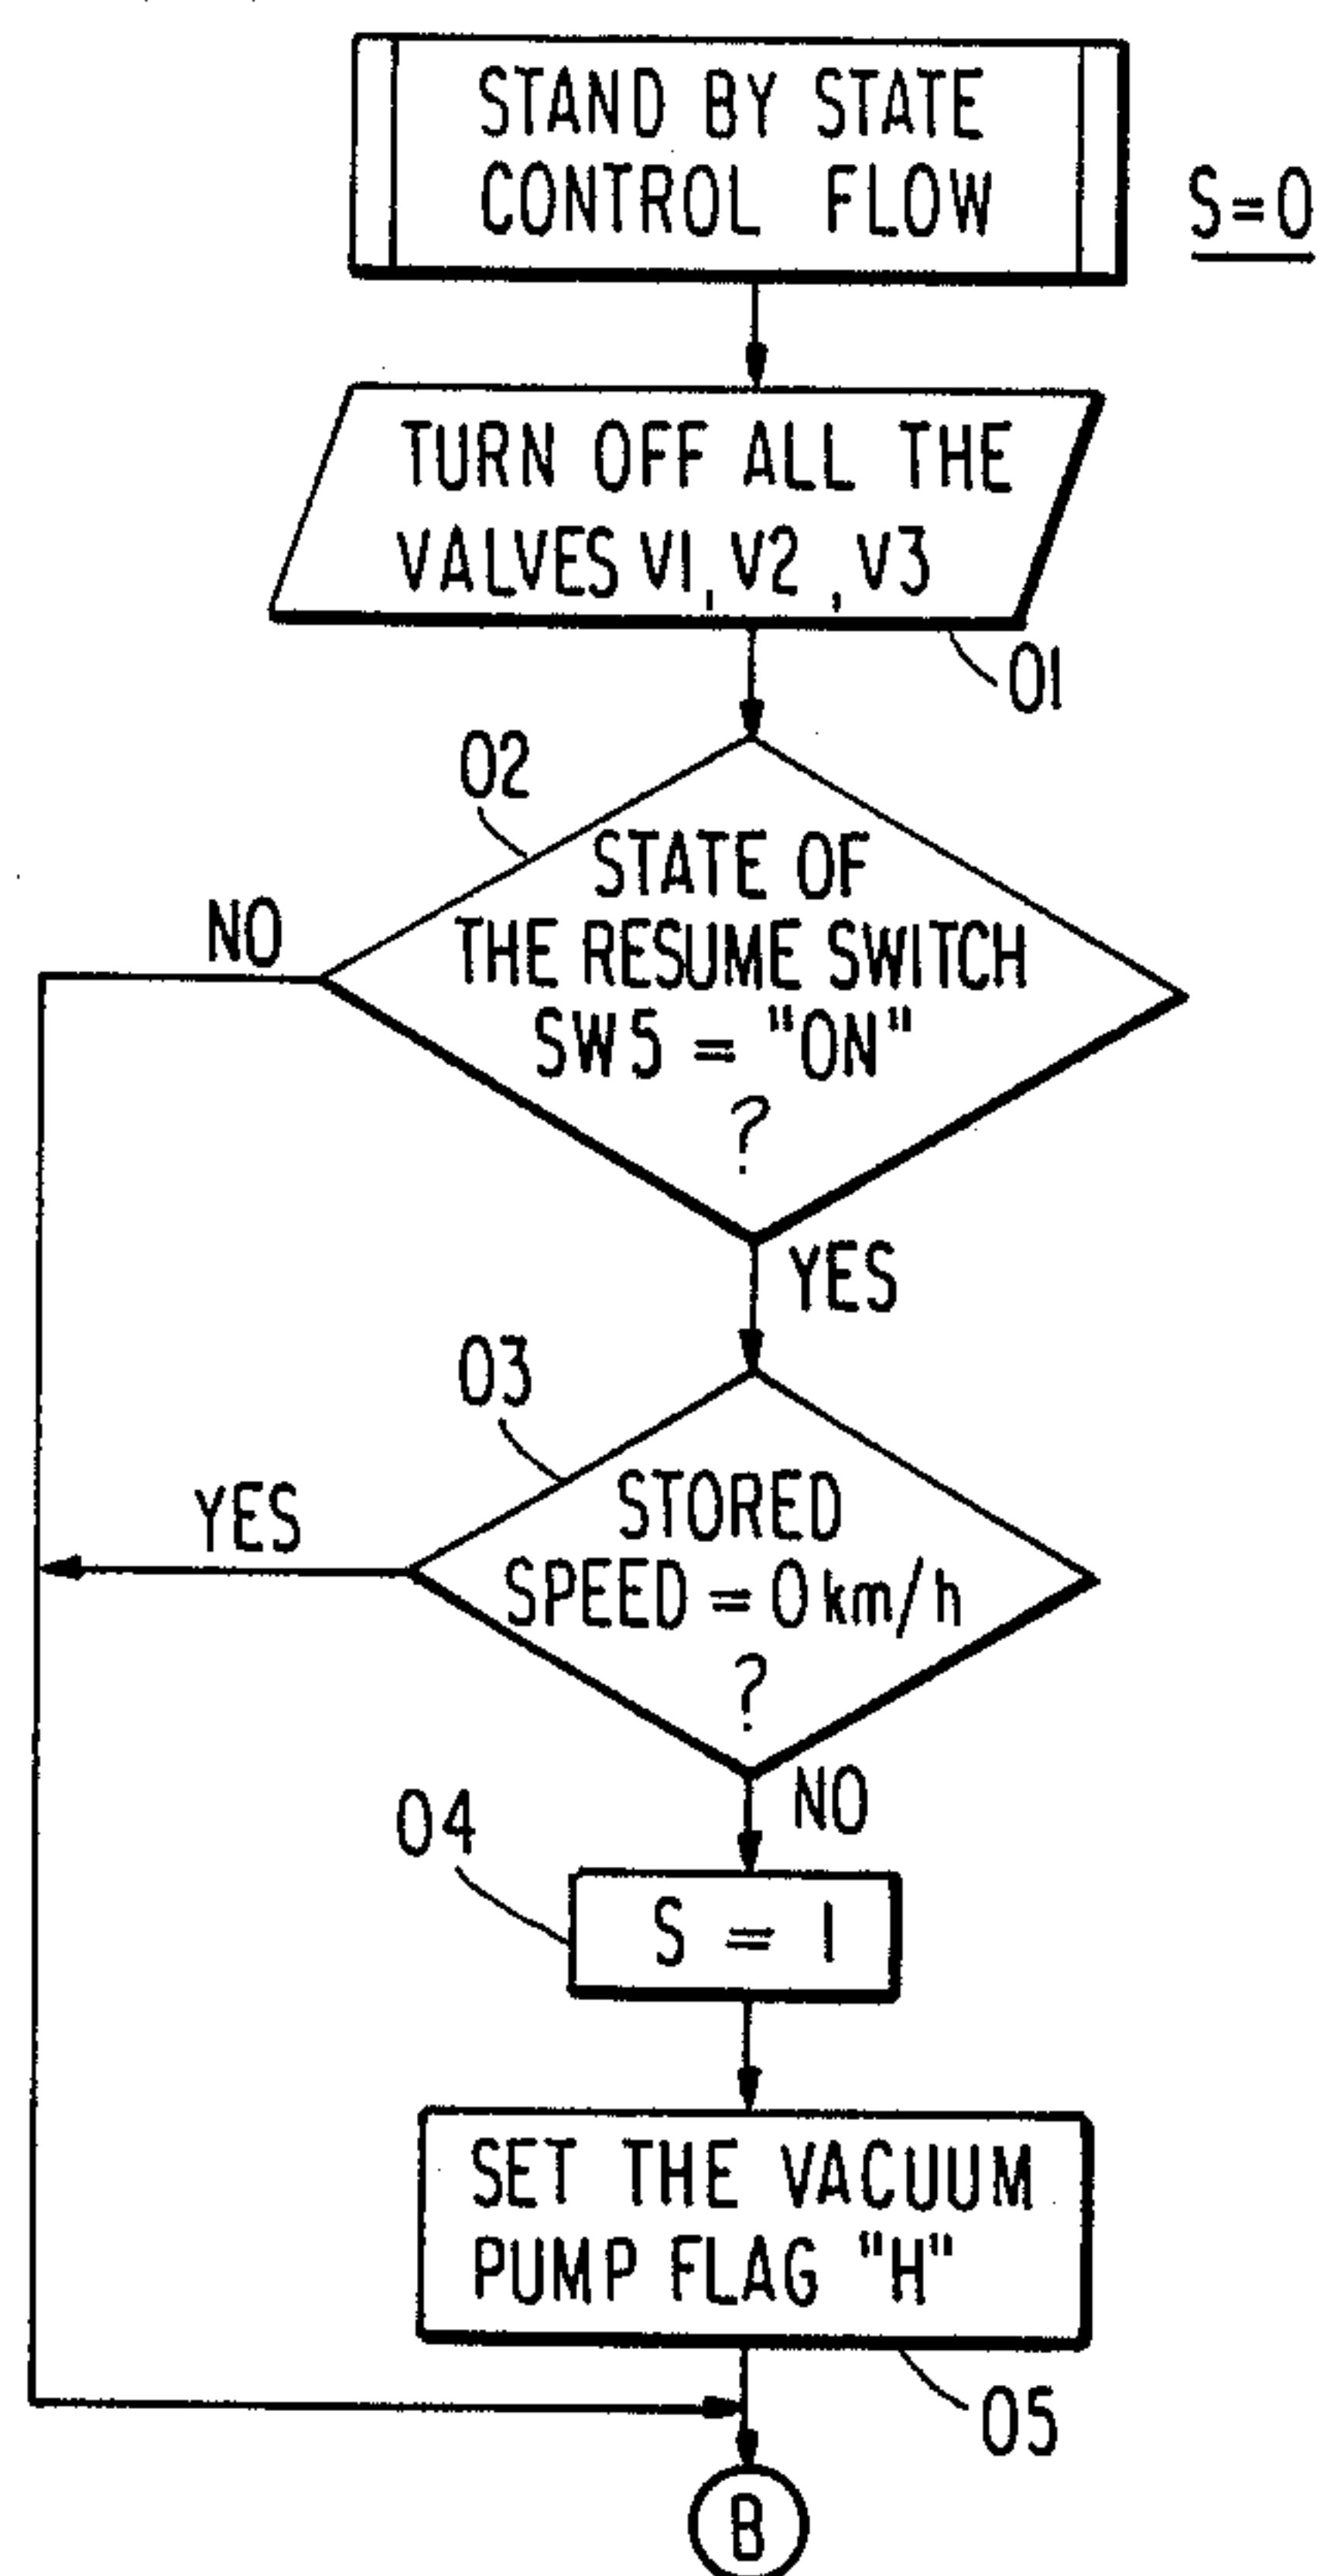 STAND BY STATE
CONTROL FLOW
S=0
TURN OFF ALL THE
VALVES V1, V2, V3
01
02
STATE OF
THE RESUME SWITCH
SW5 = "ON"
?
NO
YES
03
STORED
SPEED = 0 km/h
?
YES
NO
04
S = 1
SET THE VACUUM
PUMP FLAG "H"
05
B